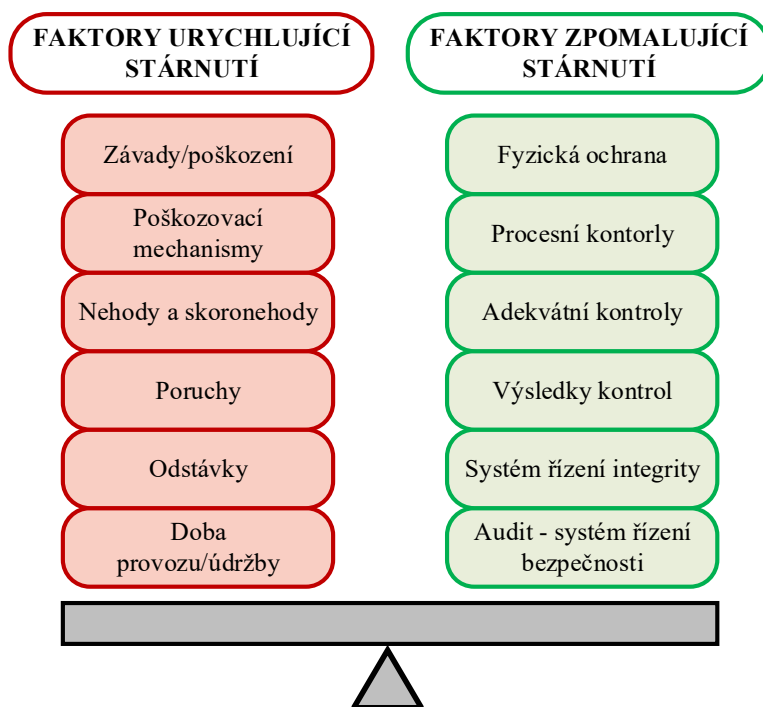 FAKTORY URYCHLUJÍCÍ
STÁRNUTÍ
Závady/poškození
Poškozovací
mechanismy
Nehody a skoronehody
Poruchy
Odstávky
Doba
provozu/údržby
FAKTORY ZPOMALUJÍCÍ
STÁRNUTÍ
Fyzická ochrana
Procesní kontorly
Adekvátní kontroly
Výsledky kontrol
Systém řízení integrity
Audit - systém řízení
bezpečnosti